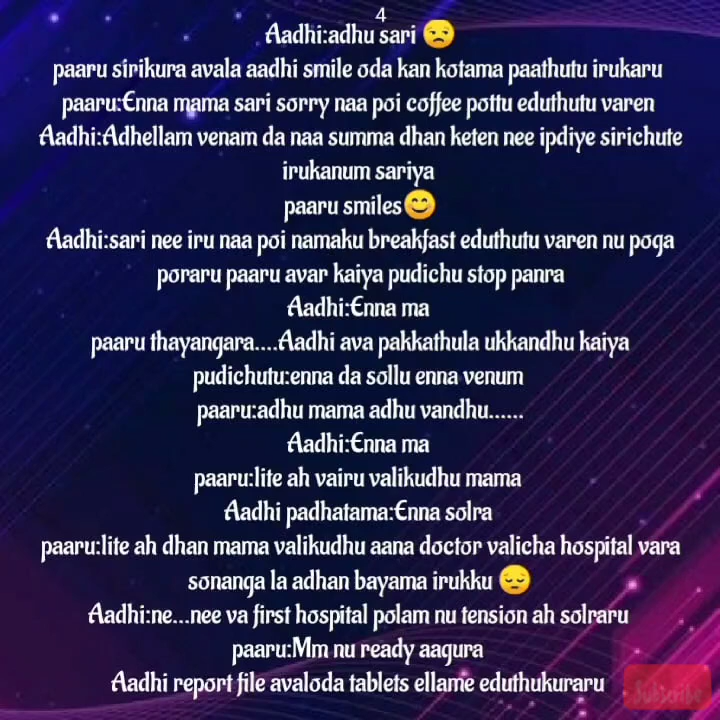 4
Aadhi:adhu sari 😒
paaru sirikura avala aadhi smile oda kan kotama paathutu irukaru
paaru:Enna mama sari sorry naa poi coffee pottu eduthutu varen
Aadhi:Adhellam venam da naa summa dhan keten nee ipdiye sirichute
irukanum sariya
paaru smiles😊
Aadhi:sari nee iru naa poi namaku breakfast eduthutu varen nu poga
poraru paaru avar kaiya pudichu stop panra
Aadhi:Enna ma
paaru thayangara....Aadhi ava pakkathula ukkandhu kaiya
pudichutu:enna da sollu enna venum
paaru:adhu mama adhu vandhu......
Aadhi:Enna ma
paaru:lite ah vairu valikudhu mama
Aadhi padhatama:Enna solra
paaru:lite ah dhan mama valikudhu aana doctor valicha hospital vara
sonanga la adhan bayama irukku 😔
Aadhi:ne...nee va first hospital polam nu tension ah solraru
paaru:Mm nu ready aagura
Aadhi report file avaloda tablets ellame eduthukuraru
Subscribe